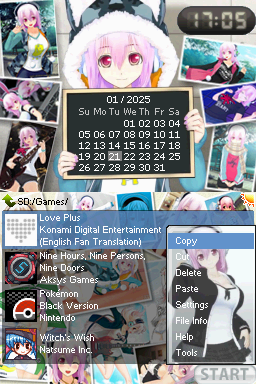 17:05
01 / 2025
Su Mo Tu We Th Fr Sa
01 02 03 04
05 06 07 08 09 10 11
12 13 14 15 16 17 18
19 20 21 22 23 24 25
26 27 28 29 30 31
SD:/Games/
Love Plus
Konami Digital Entertainment
(English Fan Translation)
Nine Hours, Nine Persons,
Nine Doors
Aksys Games
Pokémon
Black Version
Nintendo
Witch's Wish
Natsume Inc.
Copy
Cut
Delete
Paste
Settings
File Info
Help
Tools
START